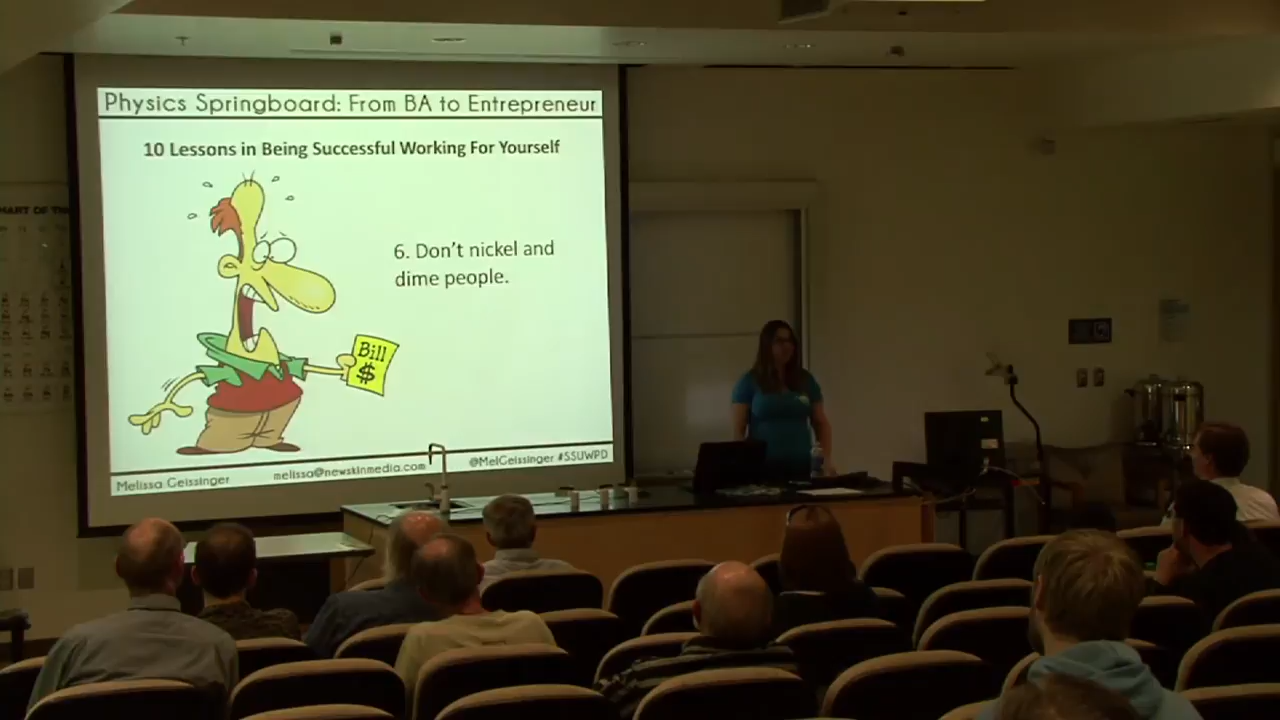 Physics Springboard: From BA to Entrepreneur
10 Lessons in Being Successful Working For Yourself
6. Don't nickel and
dime people.
Bill
$
Melissa Geissinger
melissa@newskinmedia.com
@MelGeissinger #SSUWPD